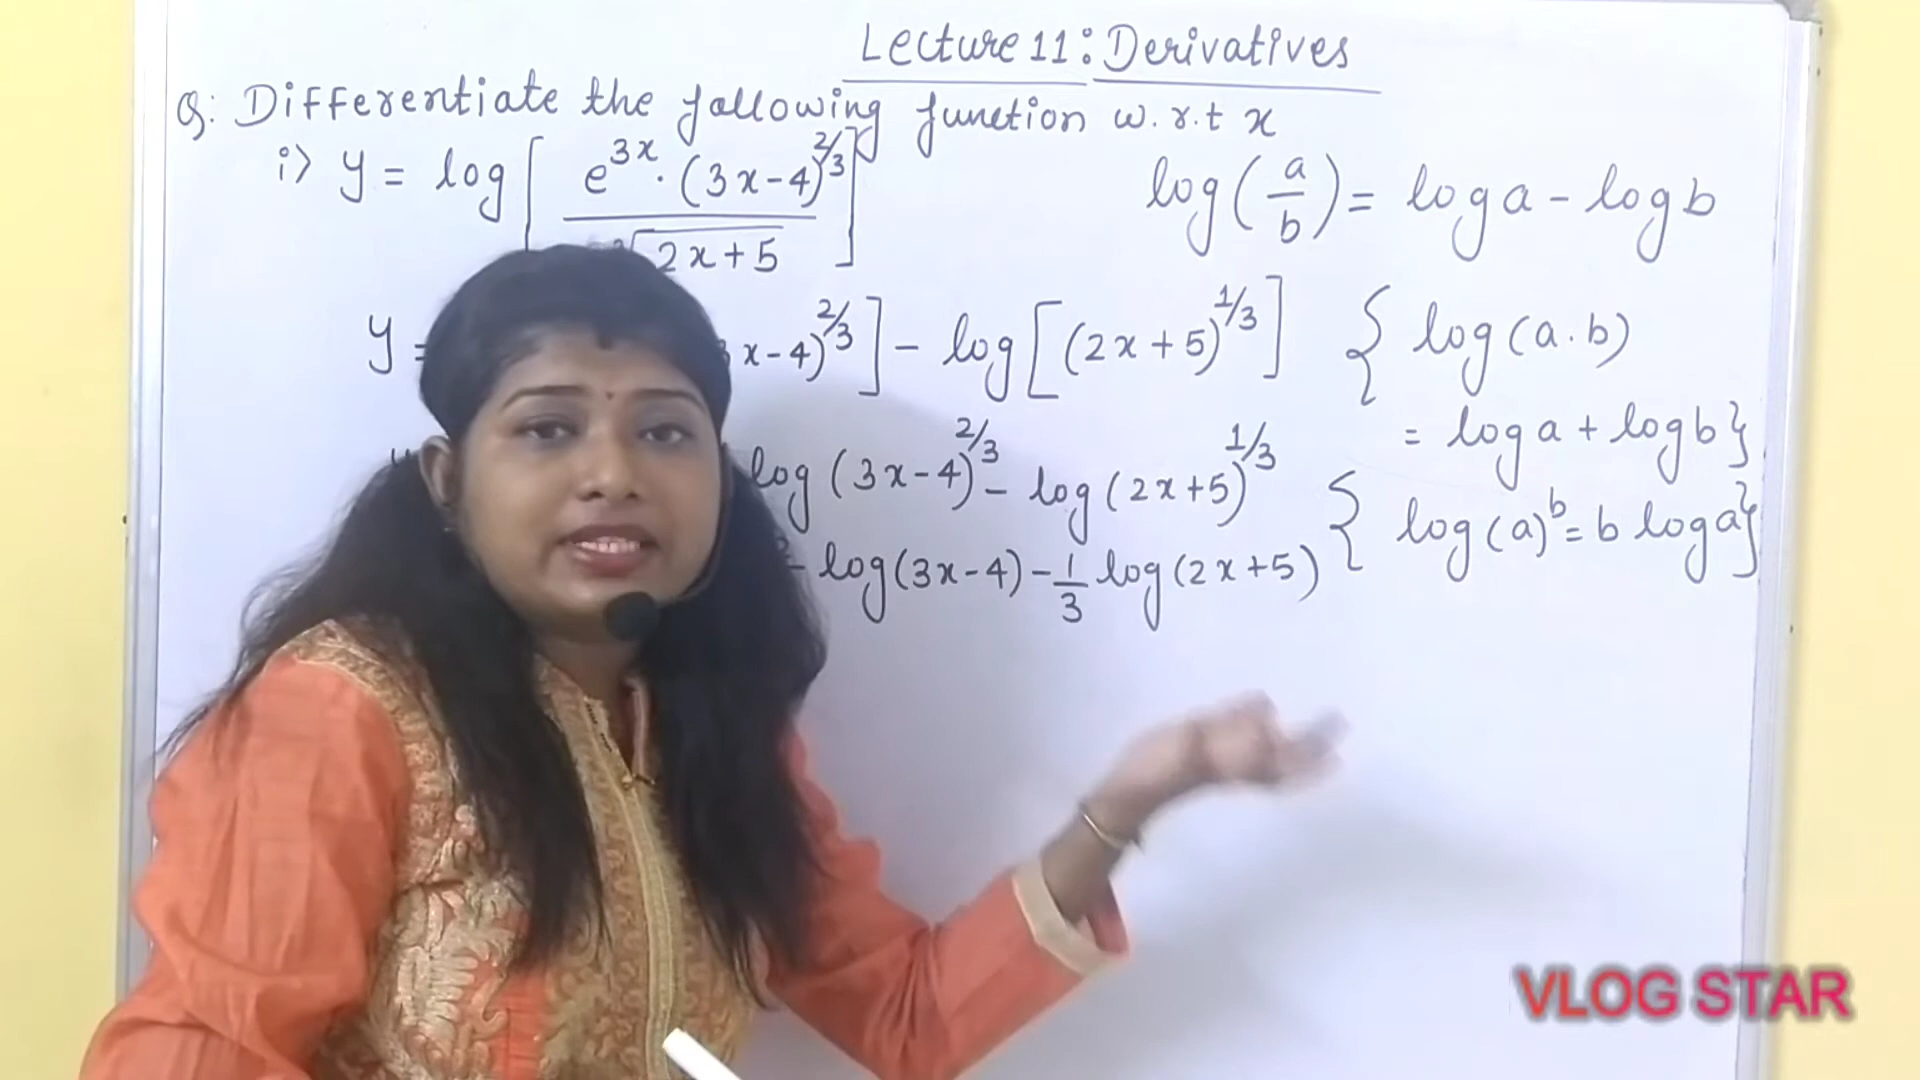 Lecture 11: Derivatives
Q: Differentiate the following function w.r.t x
i) y = log [ e^{3x} · (3x-4)^{2/3}
√2x+5 ]
log(a/b) = log a - log b
y = x-4)^{2/3} ] - log [ (2x+5)^{1/3} ]
{ log(a.b)
= log a + log b }
log (3x-4)^{2/3} - log (2x+5)^{1/3}
{ log(a)^b = b log a }
log(3x-4) - 1/3 log(2x+5)
VLOG STAR